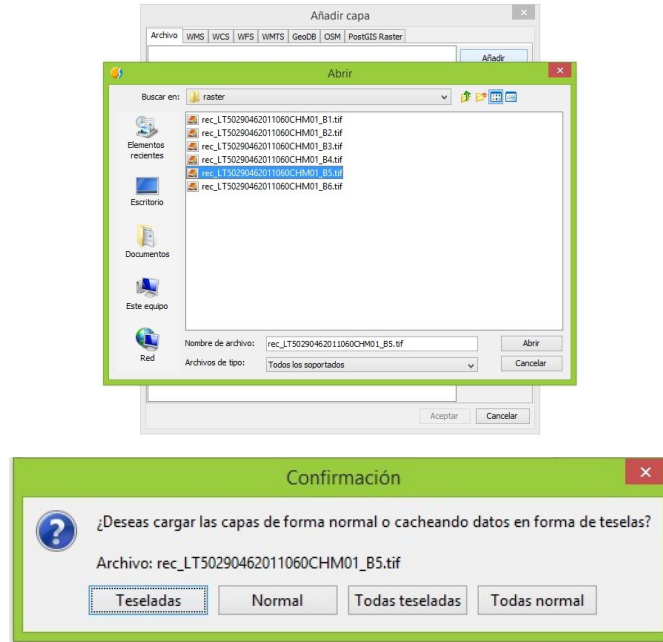 Añadir capa
Archivo WMS WCS WFS WMTS GeoDB OSM PostGIS Raster
Añadir
Abrir
Buscar en: raster
rec_LT50290462011060CHM01_B1.tif
rec_LT50290462011060CHM01_B2.tif
rec_LT50290462011060CHM01_B3.tif
rec_LT50290462011060CHM01_B4.tif
rec_LT50290462011060CHM01_B5.tif
rec_LT50290462011060CHM01_B6.tif
Elementos
recientes
Escritorio
Documentos
Este equipo
Red
Nombre de archivo: rec_LT50290462011060CHM01_B5.tif Abrir
Archivos de tipo: Todos los soportados Cancelar
Aceptar Cancelar
Confirmación
¿Deseas cargar las capas de forma normal o cacheando datos en forma de teselas?
Archivo: rec_LT50290462011060CHM01_B5.tif
Teseladas Normal Todas teseladas Todas normal